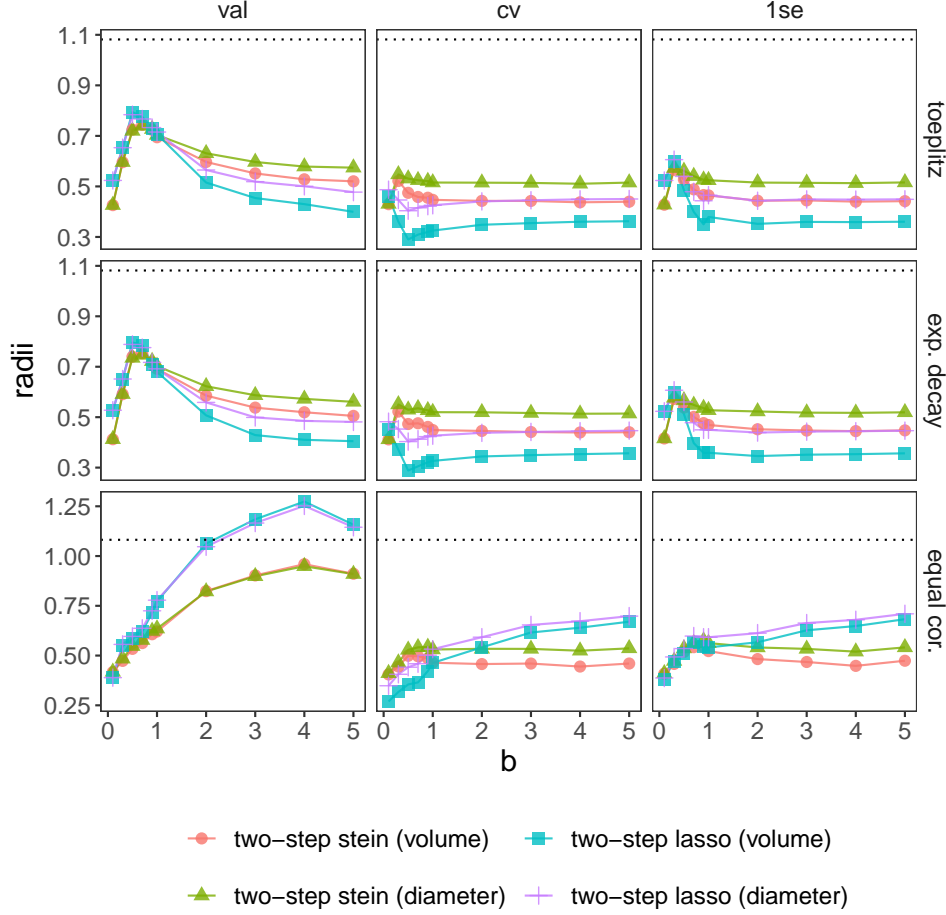 val cv 1se
1.1
0.9
0.7
0.5
0.3
toeplitz
1.1
0.9
0.7
0.5
0.3
exp. decay
radii
1.25
1.00
0.75
0.50
0.25
equal cor.
0 1 2 3 4 5 0 1 2 3 4 5 0 1 2 3 4 5
b
two−step stein (volume) two−step lasso (volume)
two−step stein (diameter) two−step lasso (diameter)